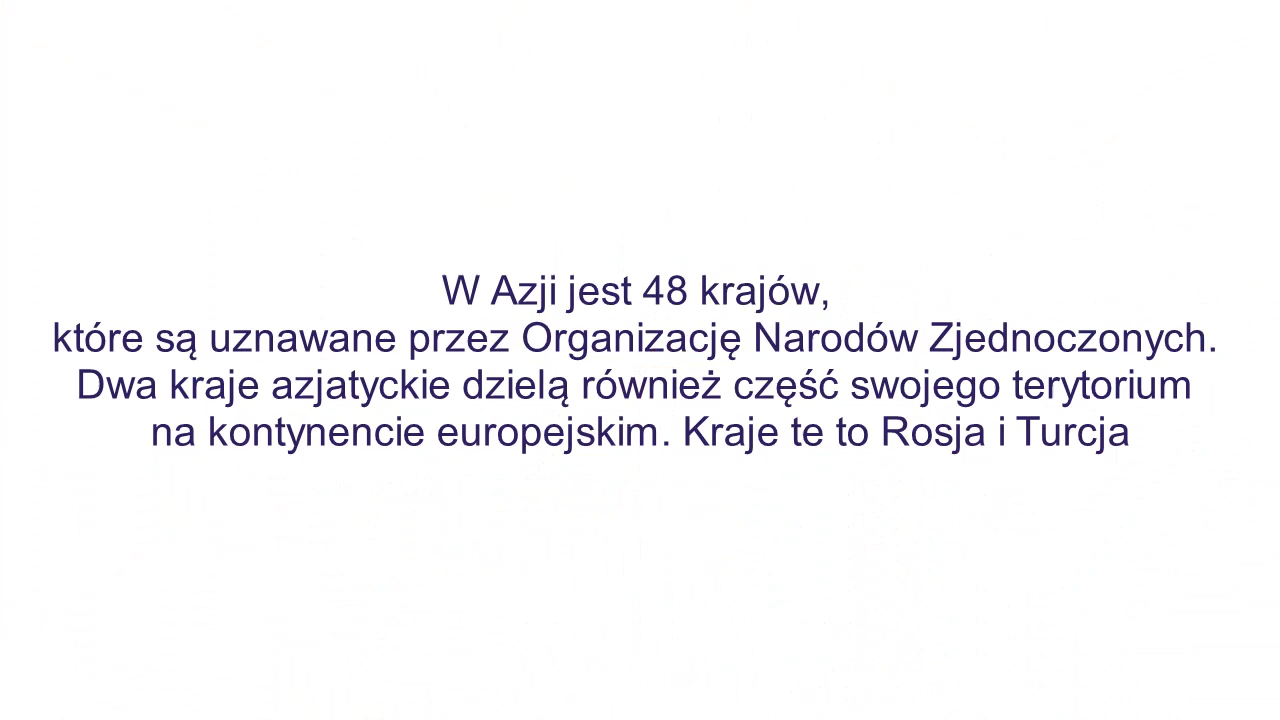 W Azji jest 48 krajów,
które są uznawane przez Organizację Narodów Zjednoczonych.
Dwa kraje azjatyckie dzielą również część swojego terytorium
na kontynencie europejskim. Kraje te to Rosja i Turcja